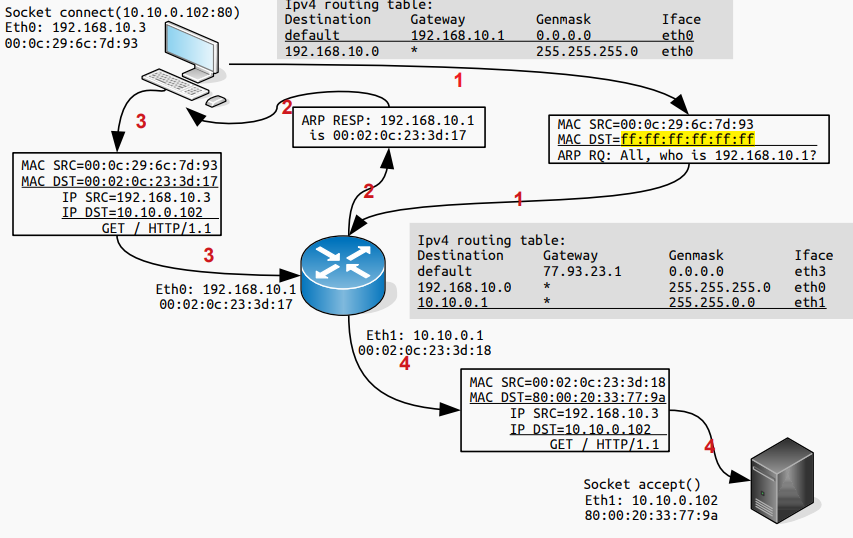 Socket connect(10.10.0.102:80)
Eth0: 192.168.10.3
00:0c:29:6c:7d:93
Ipv4 routing table:
Destination Gateway Genmask Iface
default 192.168.10.1 0.0.0.0 eth0
192.168.10.0 * 255.255.255.0 eth0
1
2
3
ARP RESP: 192.168.10.1
is 00:02:0c:23:3d:17
MAC SRC=00:0c:29:6c:7d:93
MAC DST=ff:ff:ff:ff:ff:ff
ARP RQ: All, who is 192.168.10.1?
MAC SRC=00:0c:29:6c:7d:93
MAC DST=00:02:0c:23:3d:17
IP SRC=192.168.10.3
IP DST=10.10.0.102
GET / HTTP/1.1
2
1
3
Eth0: 192.168.10.1
00:02:0c:23:3d:17
Ipv4 routing table:
Destination Gateway Genmask Iface
default 77.93.23.1 0.0.0.0 eth3
192.168.10.0 * 255.255.255.0 eth0
10.10.0.1 * 255.255.0.0 eth1
Eth1: 10.10.0.1
00:02:0c:23:3d:18
4
MAC SRC=00:02:0c:23:3d:18
MAC DST=80:00:20:33:77:9a
IP SRC=192.168.10.3
IP DST=10.10.0.102
GET / HTTP/1.1
4
Socket accept()
Eth1: 10.10.0.102
80:00:20:33:77:9a